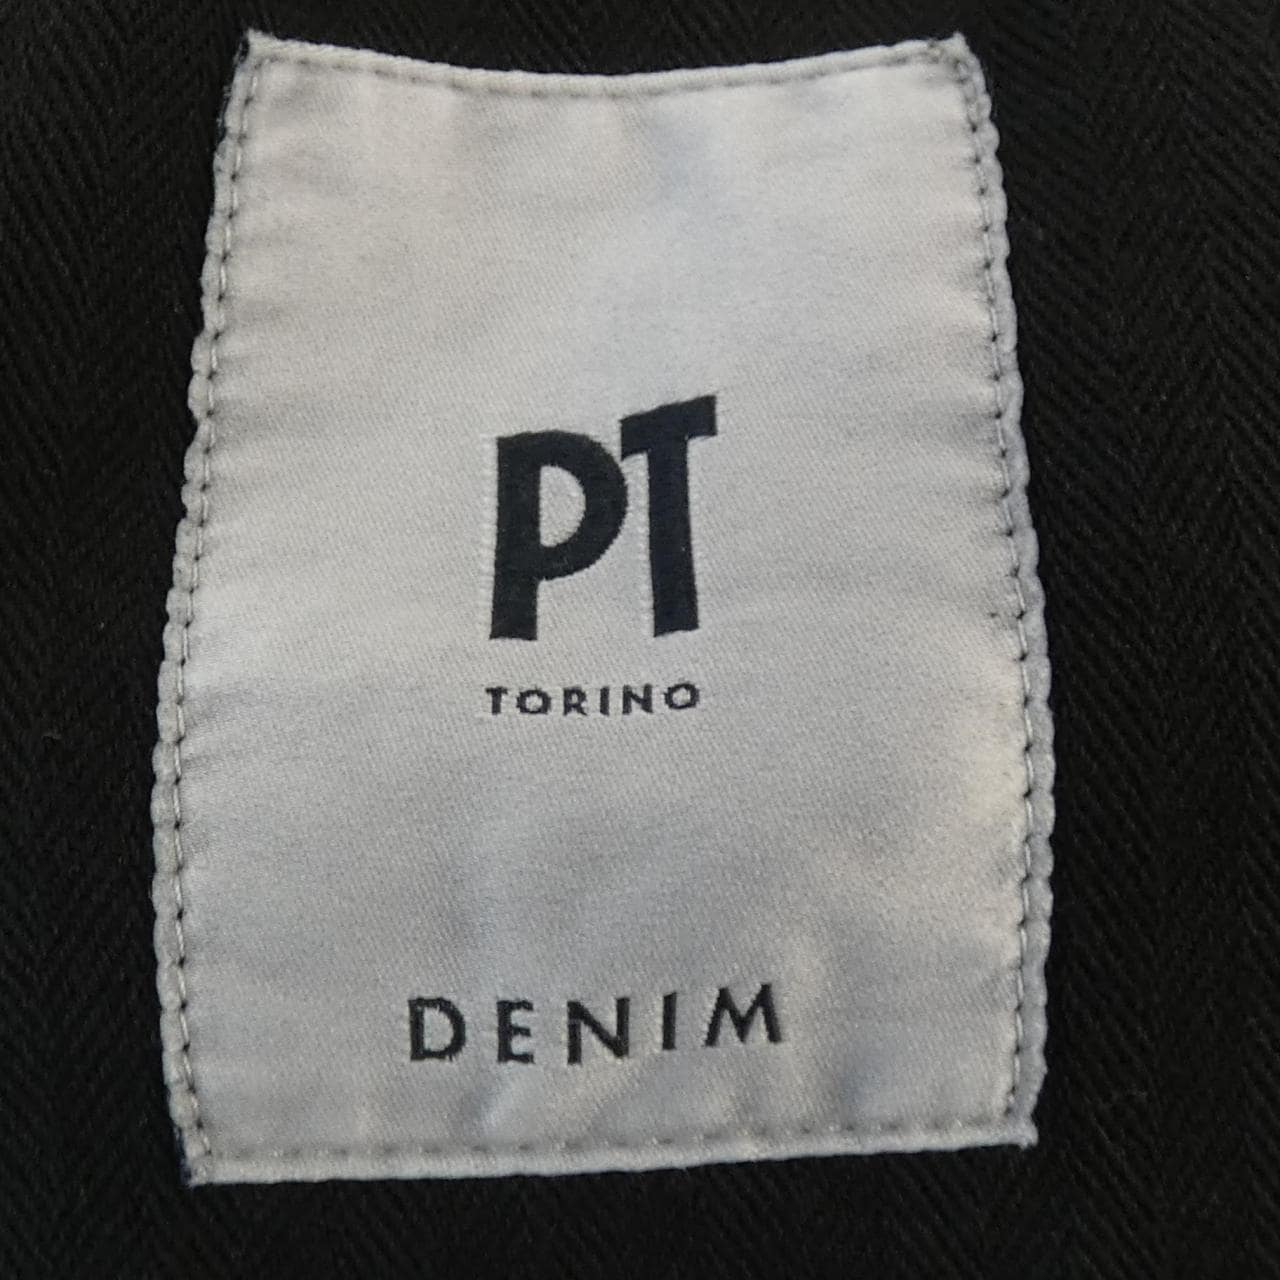 PT
TORINO
DENIM